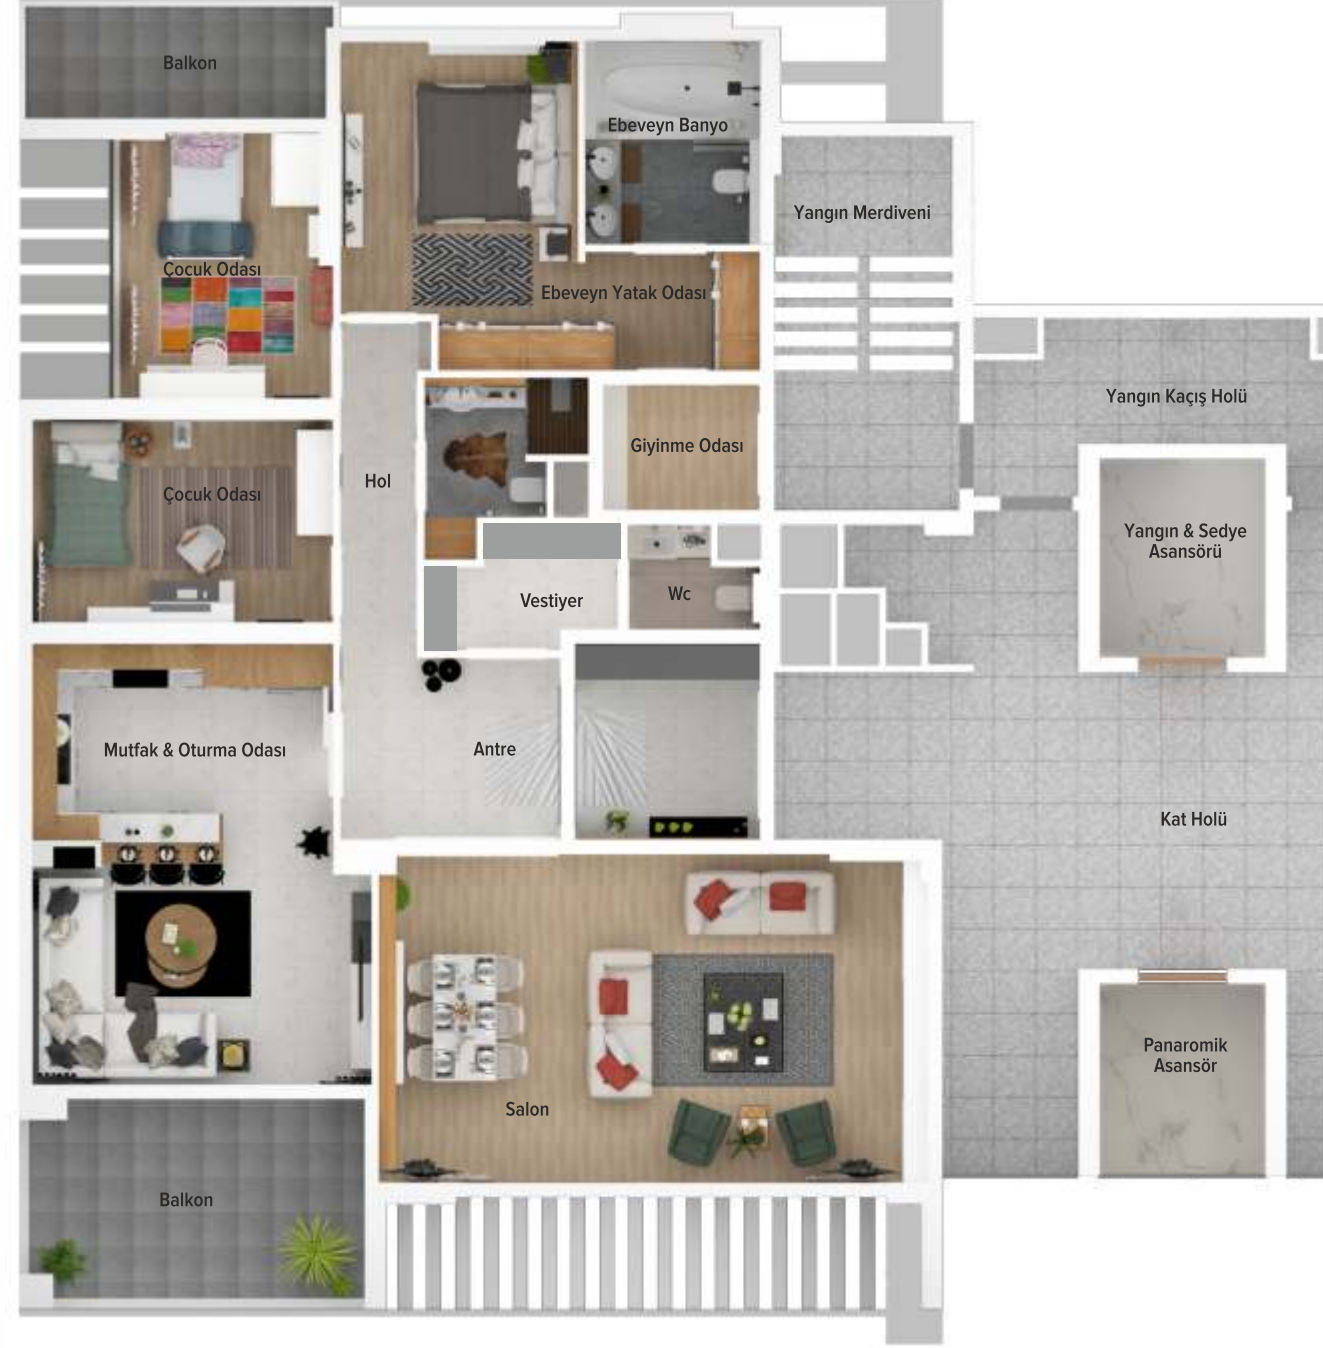 Balkon
Ebeveyn Banyo
Yangın Merdiveni
Çocuk Odası
Ebeveyn Yatak Odası
Yangın Kaçış Holü
Giyinme Odası
Hol
Çocuk Odası
Yangın & Sedye
Asansörü
Vestiyer
Wc
Mutfak & Oturma Odası
Antre
Kat Holü
Panaromik
Asansör
Salon
Balkon